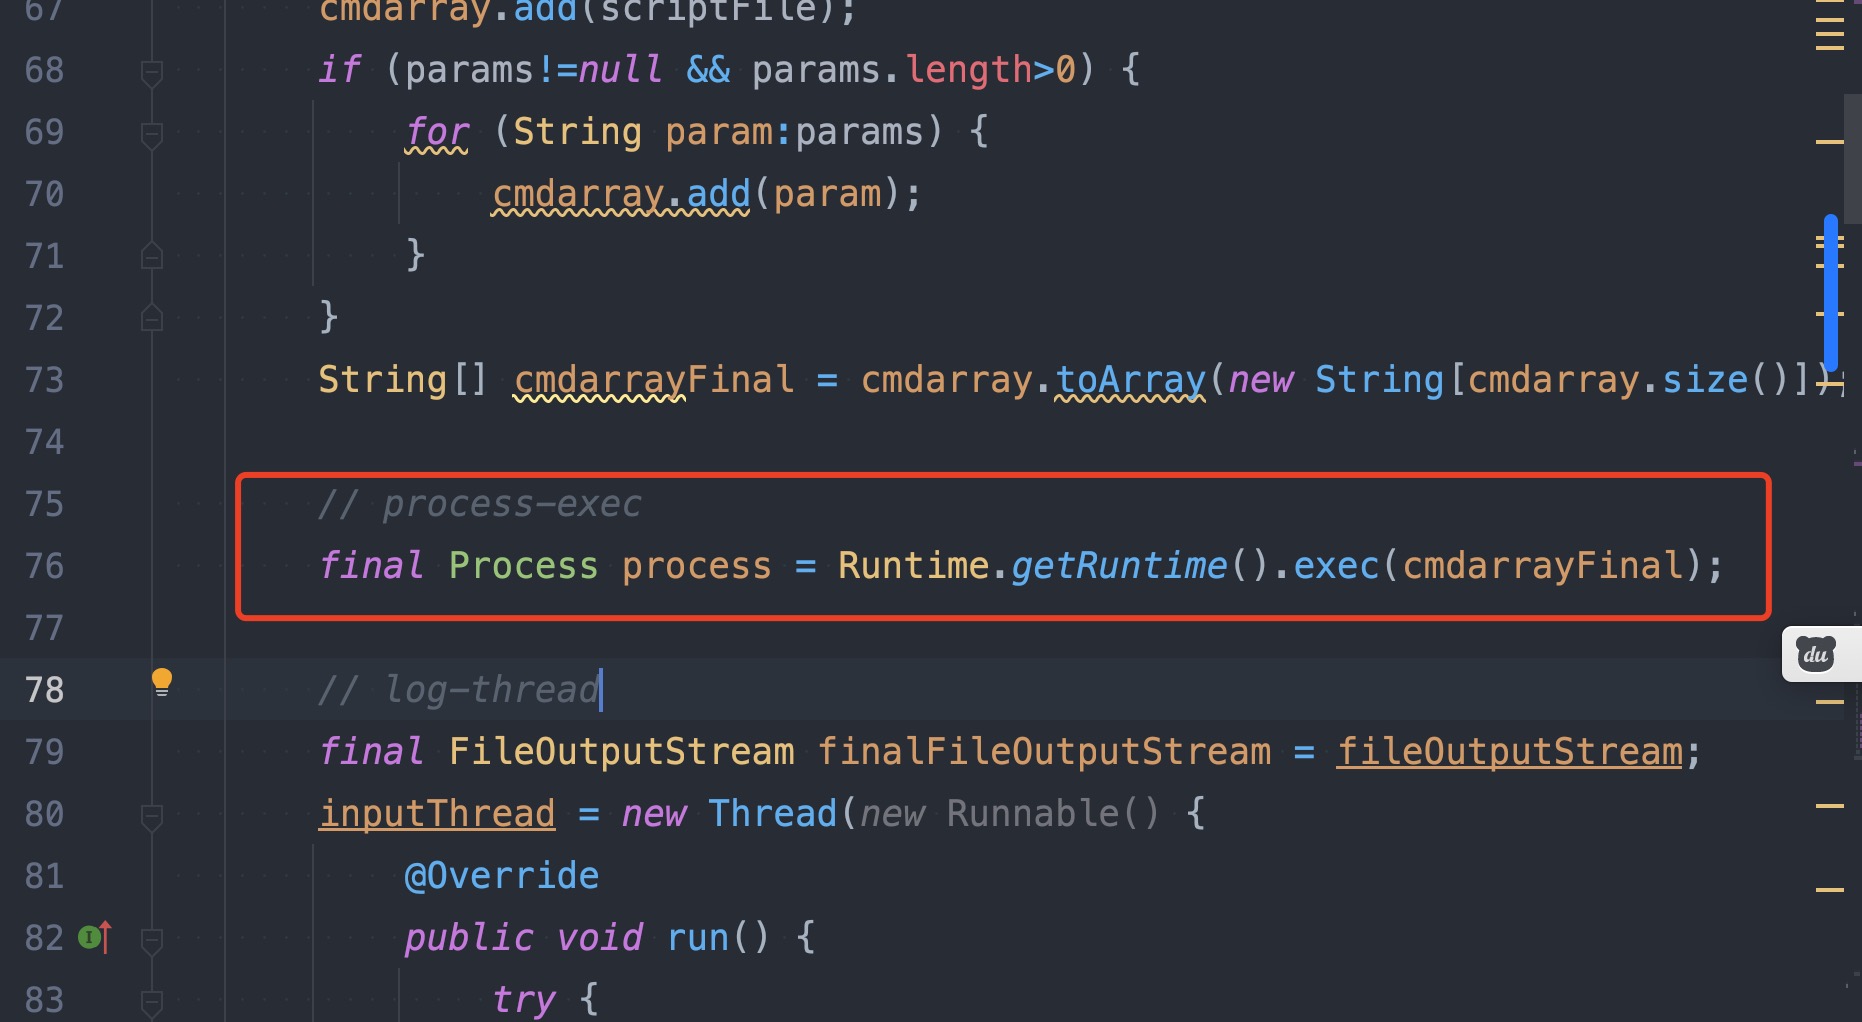 67 cmdarray.add(scriptFile);
68 if (params!=null && params.length>0) {
69 for (String param:params) {
70 cmdarray.add(param);
71 }
72 }
73 String[] cmdarrayFinal = cmdarray.toArray(new String[cmdarray.size()]);
74
75 // process-exec
76 final Process process = Runtime.getRuntime().exec(cmdarrayFinal);
77
78 // log-thread
79 final FileOutputStream finalFileOutputStream = fileOutputStream;
80 inputThread = new Thread(new Runnable() {
81 @Override
82 public void run() {
83 try {
du